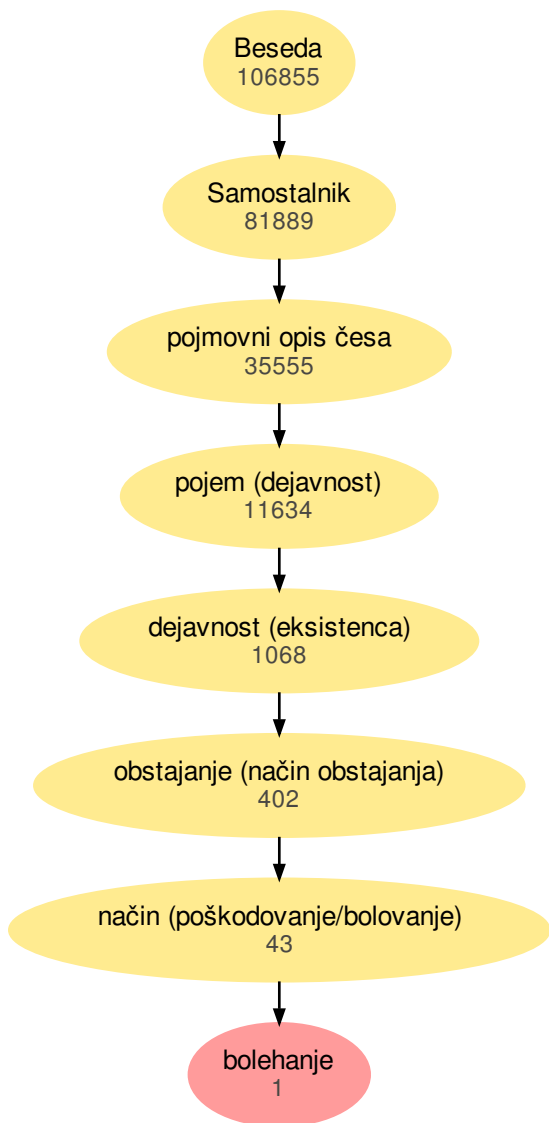 Beseda
106855
Samostalnik
81889
pojmovni opis česa
35555
pojem (dejavnost)
11634
dejavnost (eksistenca)
1068
obstajanje (način obstajanja)
402
način (poškodovanje/bolovanje)
43
bolehanje
1